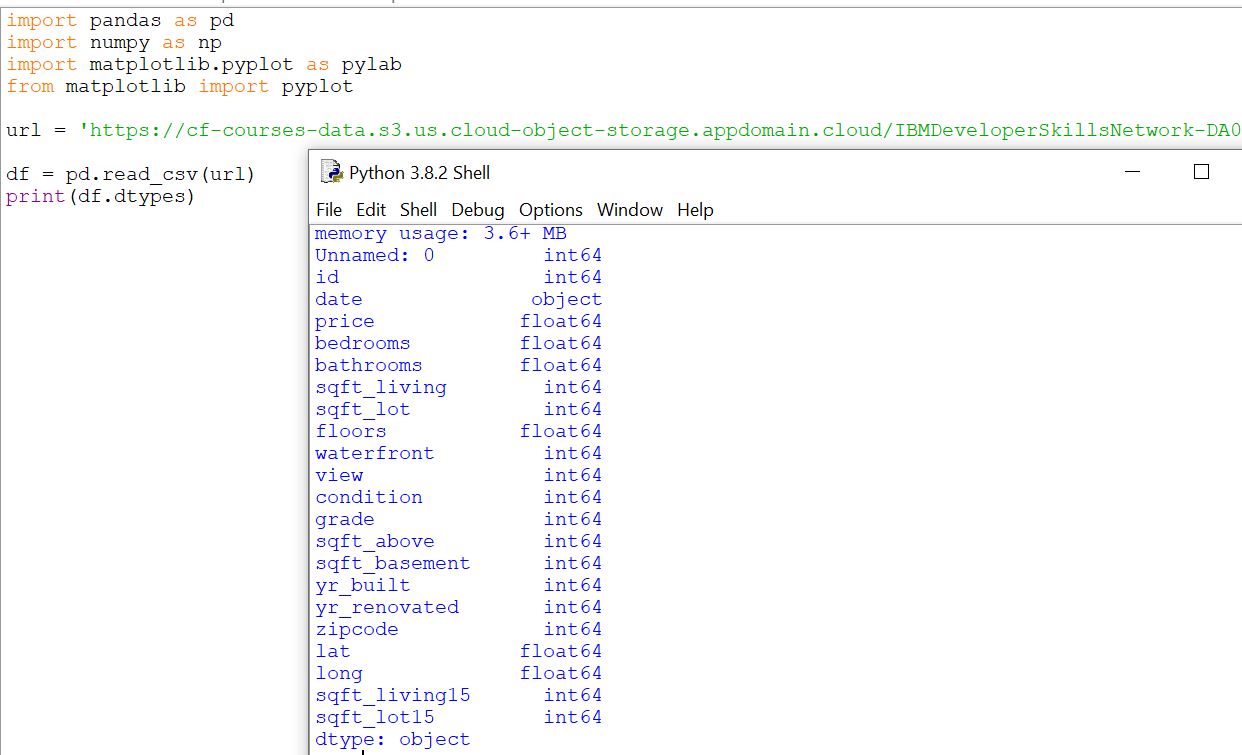 import pandas as pd
import numpy as np
import matplotlib.pyplot as pylab
from matplotlib import pyplot
url = 'https://cf-courses-data.s3.us.cloud-object-storage.appdomain.cloud/IBMDeveloperSkillsNetwork-DA0
df = pd.read_csv(url)
print(df.dtypes)
Python 3.8.2 Shell
File Edit Shell Debug Options Window Help
memory usage: 3.6+ MB
Unnamed: 0 int64
id int64
date object
price float64
bedrooms float64
bathrooms float64
sqft_living int64
sqft_lot int64
floors float64
waterfront int64
view int64
condition int64
grade int64
sqft_above int64
sqft_basement int64
yr_built int64
yr_renovated int64
zipcode int64
lat float64
long float64
sqft_living15 int64
sqft_lot15 int64
dtype: object